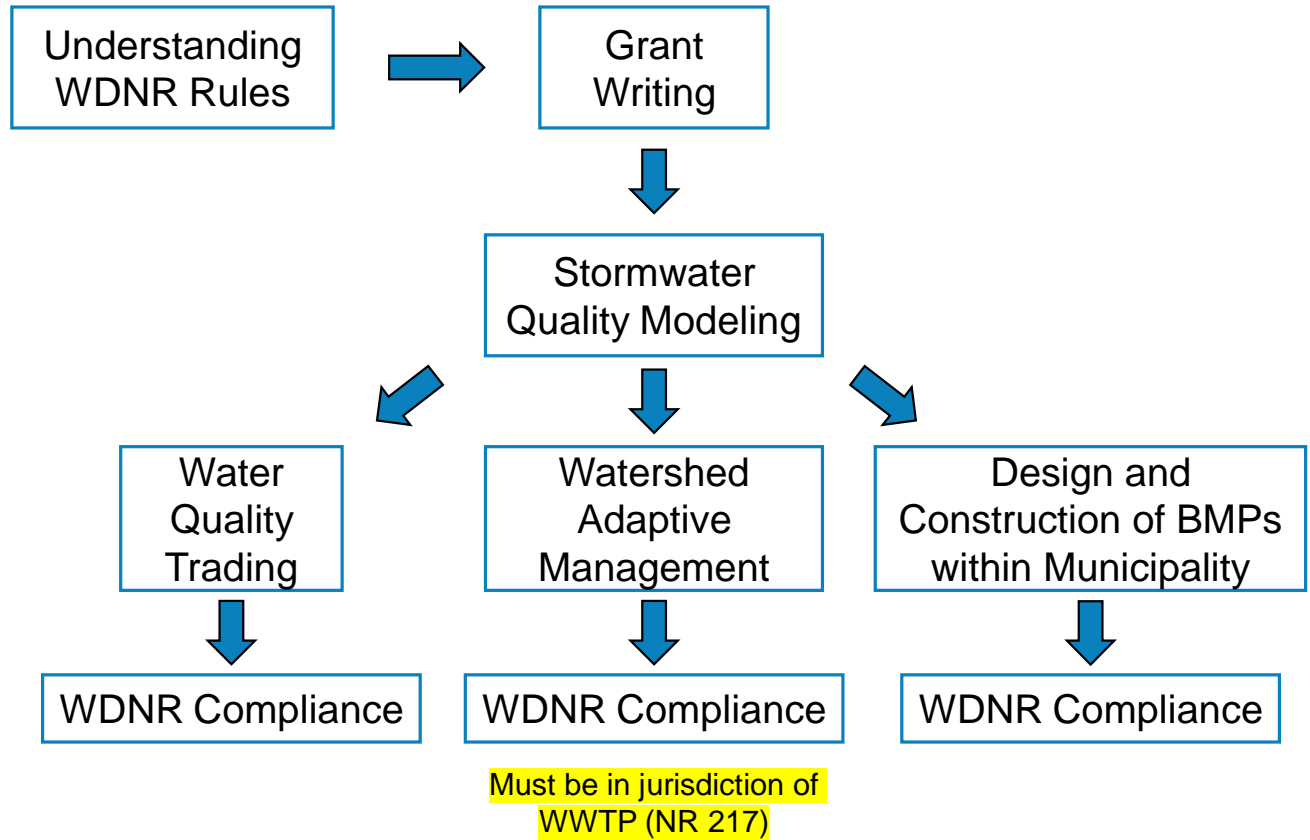 Understanding
WDNR Rules
Grant
Writing
Stormwater
Quality Modeling
Water
Quality
Trading
Watershed
Adaptive
Management
Design and
Construction of BMPs
within Municipality
WDNR Compliance
WDNR Compliance
WDNR Compliance
Must be in jurisdiction of
WWTP (NR 217)